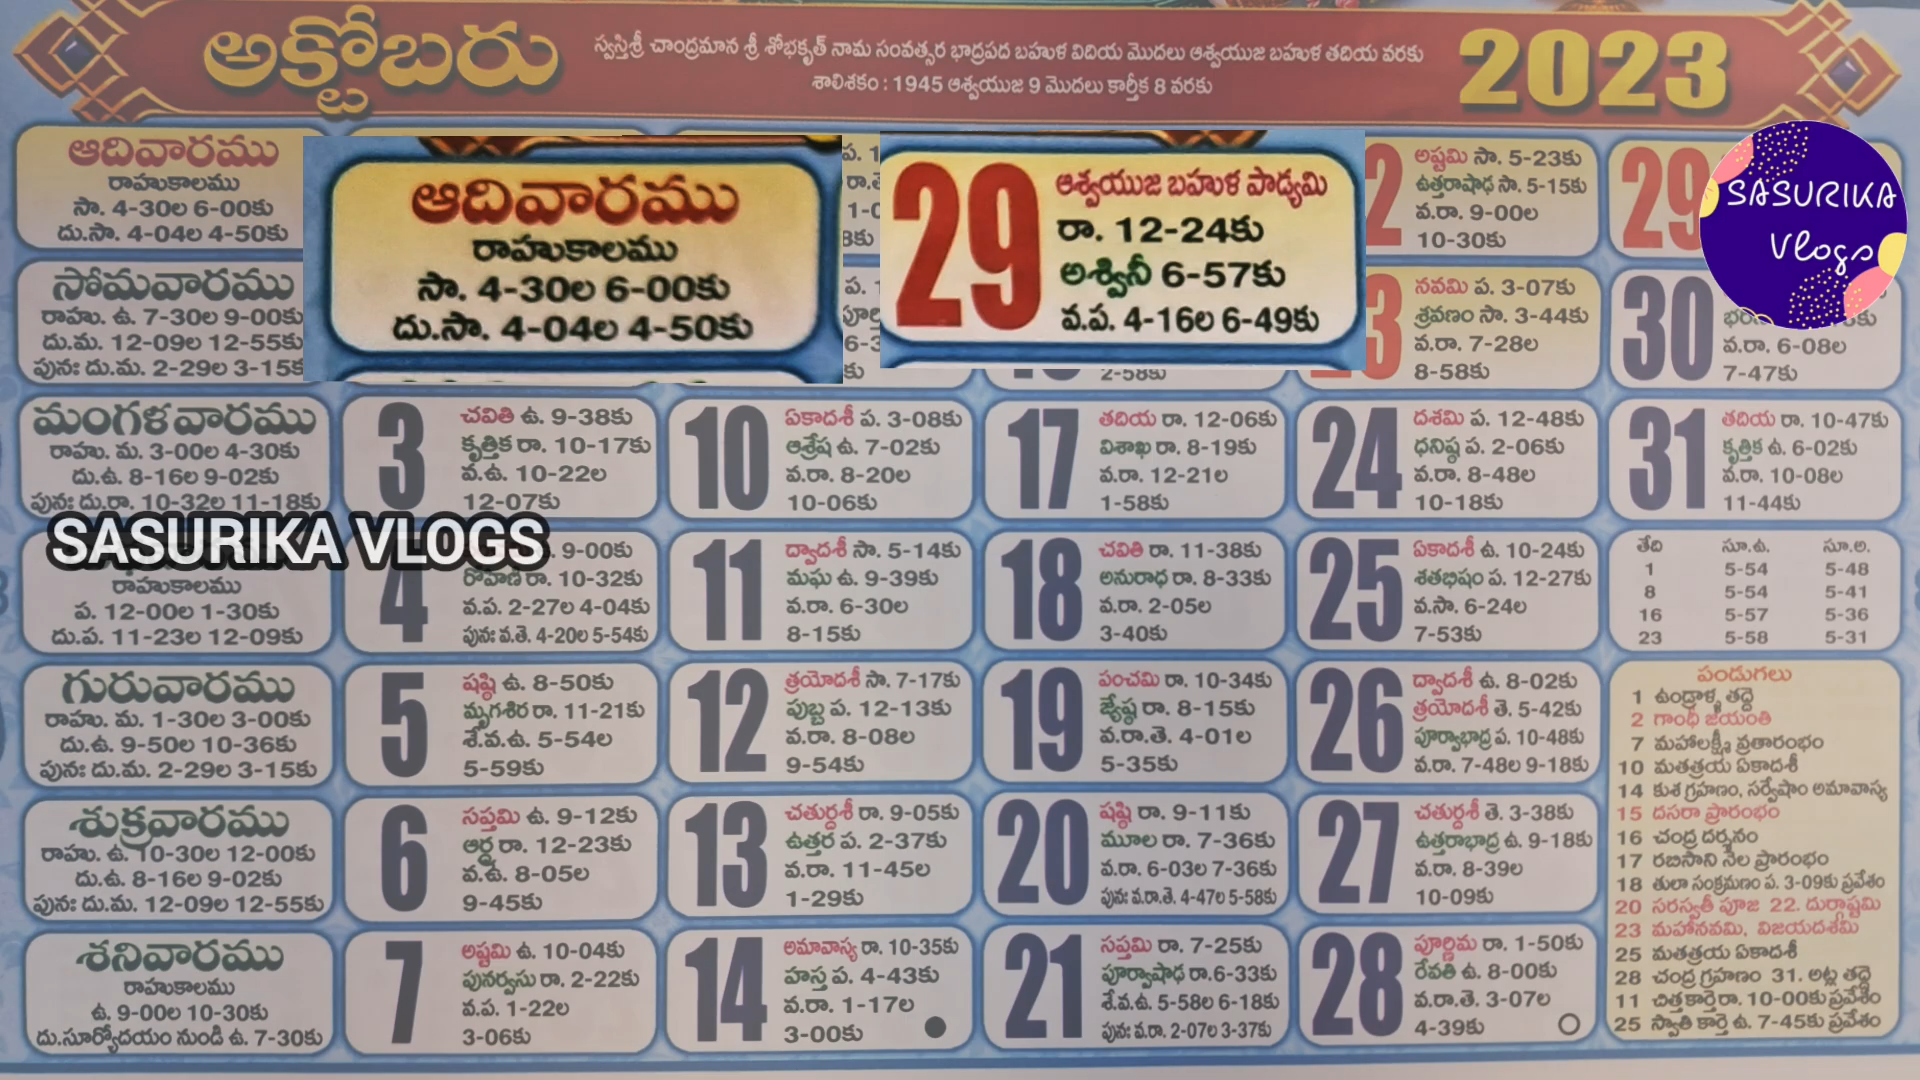 అక్టోబరు
స్వస్తిశ్రీ చాంద్రమాన శ్రీ శోభకృత్ నామ సంవత్సర భాద్రపద బహుళ విదియ మొదలు ఆశ్వయుజ బహుళ తదియ వరకు
శాలిశకం : 1945 ఆశ్వయుజ 9 మొదలు కార్తీక 8 వరకు
2023
ఆదివారము
రాహుకాలము
సా. 4-30ల 6-00కు
దు.సా. 4-04ల 4-50కు
ఆదివారము
రాహుకాలము
సా. 4-30ల 6-00కు
దు.సా. 4-04ల 4-50కు
29
ఆశ్వయుజ బహుళ పాడ్యమి
రా. 12-24కు
అశ్విని 6-57కు
వ.ప. 4-16ల 6-49కు
2
అష్టమి సా. 5-23కు
ఉత్తరాషాఢ సా. 5-15కు
వ.రా. 9-00ల
10-30కు
29
SASURIKA
Vlogs
సోమవారము
రాహు. ఉ. 7-30ల 9-00కు
దు.మ. 12-09ల 12-55కు
పునః దు.మ. 2-29ల 3-15క
2-58కు
3
నవమి ప. 3-07కు
శ్రవణం సా. 3-44కు
వ.రా. 7-28ల
8-58కు
30
వ.రా. 6-08ల
7-47కు
మంగళవారము
రాహు. మ. 3-00ల 4-30కు
దు.ఉ. 8-16ల 9-02కు
పునః దు.రా. 10-32ల 11-18కు
3
చవితి ఉ. 9-38కు
కృత్తిక రా. 10-17కు
వ.ఉ. 10-22ల
12-07కు
10
ఏకాదశీ ప. 3-08కు
ఆశ్రేష ఉ. 7-02కు
వ.రా. 8-20ల
10-06కు
17
తదియ రా. 12-06కు
విశాఖ రా. 8-19కు
వ.రా. 12-21ల
1-58కు
24
దశమి ప. 12-48కు
ధనిష్ఠ ప. 2-06కు
వ.రా. 8-48ల
10-18కు
31
తదియ రా. 10-47కు
కృత్తిక ఉ. 6-02కు
వ.రా. 10-08ల
11-44కు
SASURIKA VLOGS
రాహుకాలము
ప. 12-00ల 1-30కు
దు.ప. 11-23ల 12-09కు
4
9-00కు
రోహిణి రా. 10-32కు
వ.ప. 2-27ల 4-04కు
పునః వ.తె. 4-20ల 5-54కు
11
ద్వాదశీ సా. 5-14కు
మఘ ఉ. 9-39కు
వ.రా. 6-30ల
8-15కు
18
చవితి రా. 11-38కు
అనురాధ రా. 8-33కు
వ.రా. 2-05ల
3-40కు
25
ఏకాదశీ ఉ. 10-24కు
శతభిషం ప. 12-27కు
వ.సా. 6-24ల
7-53కు
తేది సూ.ఉ. సూ.అ.
1 5-54 5-48
8 5-54 5-41
16 5-57 5-36
23 5-58 5-31
గురువారము
రాహు. మ. 1-30ల 3-00కు
దు.ఉ. 9-50ల 10-36కు
పునః దు.మ. 2-29ల 3-15కు
5
షష్ఠి ఉ. 8-50కు
మృగశిర రా. 11-21కు
శే.వ.ఉ. 5-54ల
5-59కు
12
త్రయోదశీ సా. 7-17కు
పుబ్బ ప. 12-13కు
వ.రా. 8-08ల
9-54కు
19
పంచమి రా. 10-34కు
జ్యేష్ఠ రా. 8-15కు
వ.రా.తె. 4-01ల
5-35కు
26
ద్వాదశీ ఉ. 8-02కు
త్రయోదశీ తె. 5-42కు
పూర్వాభాద్ర ప. 10-48కు
వ.రా. 7-48ల 9-18కు
శుక్రవారము
రాహు. ఉ. 10-30ల 12-00కు
దు.ఉ. 8-16ల 9-02కు
పునః దు.మ. 12-09ల 12-55కు
6
సప్తమి ఉ. 9-12కు
ఆర్ద్ర రా. 12-23కు
వ.ఉ. 8-05ల
9-45కు
13
చతుర్దశీ రా. 9-05కు
ఉత్తర ప. 2-37కు
వ.రా. 11-45ల
1-29కు
20
షష్ఠి రా. 9-11కు
మూల రా. 7-36కు
వ.రా. 6-03ల 7-36కు
పునః వ.రా.తె. 4-47ల 5-58కు
27
చతుర్దశీ తె. 3-38కు
ఉత్తరాభాద్ర ఉ. 9-18కు
వ.రా. 8-39ల
10-09కు
శనివారము
రాహుకాలము
ఉ. 9-00ల 10-30కు
దు.సూర్యోదయం నుండి ఉ. 7-30కు
7
అష్టమి ఉ. 10-04కు
పునర్వసు రా. 2-22కు
వ.ప. 1-22ల
3-06కు
14
అమావాస్య రా. 10-35కు
హస్త ప. 4-43కు
వ.రా. 1-17ల
3-00కు
21
సప్తమి రా. 7-25కు
పూర్వాషాఢ రా.6-33కు
శే.వ.ఉ. 5-58ల 6-18కు
పునః వ.రా. 2-07ల 3-37కు
28
పూర్ణిమ రా. 1-50కు
రేవతి ఉ. 8-00కు
వ.రా.తె. 3-07ల
4-39కు
పండుగలు
1 ఉండ్రాళ్ళ తద్దె
2 గాంధీ జయంతి
7 మహాలక్ష్మీ వ్రతారంభం
10 మతత్రయ ఏకాదశీ
14 కుశ గ్రహణం, సర్వేషాం అమావాస్య
15 దసరా ప్రారంభం
16 చంద్ర దర్శనం
17 రబిసాని నెల ప్రారంభం
18 తులా సంక్రమణం ప. 3-09కు ప్రవేశం
20 సరస్వతీ పూజ 22. దుర్గాష్టమి
23 మహానవమి, విజయదశమి
25 మతత్రయ ఏకాదశీ
28 చంద్ర గ్రహణం 31. అట్ల తద్దె
11 చిత్త కార్తె రా. 10-00కు ప్రవేశం
25 స్వాతి కార్తె ఉ. 7-45కు ప్రవేశం